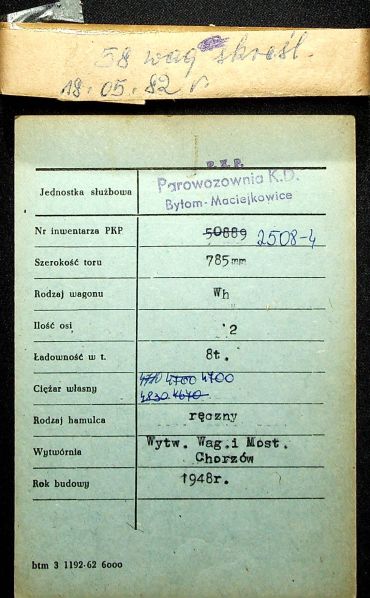 58 wag skreśl.
18.05.82 r
P.K.P.
Jednostka służbowa Parowozownia K.D.
Bytom-Maciejkowice
Nr inwentarza PKP 50889 2508-4
Szerokość toru 785mm
Rodzaj wagonu Wh
Ilość osi 2
Ładowność w t. 8t.
Ciężar własny 4700 4700
4830 4670
Rodzaj hamulca ręczny
Wytwórnia Wytw. Wag.i Most.
Chorzów
Rok budowy 1948r.
btm 3 1192-62 6000